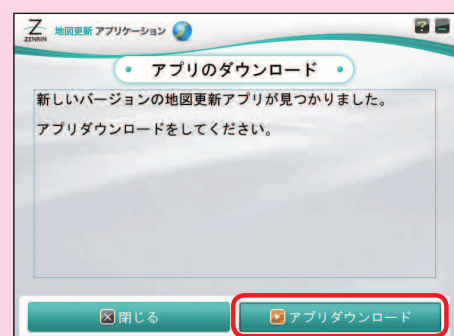 ZENRIN 地図更新 アプリケーション
アプリのダウンロード
新しいバージョンの地図更新アプリが見つかりました。
アプリダウンロードをしてください。
閉じる
アプリダウンロード